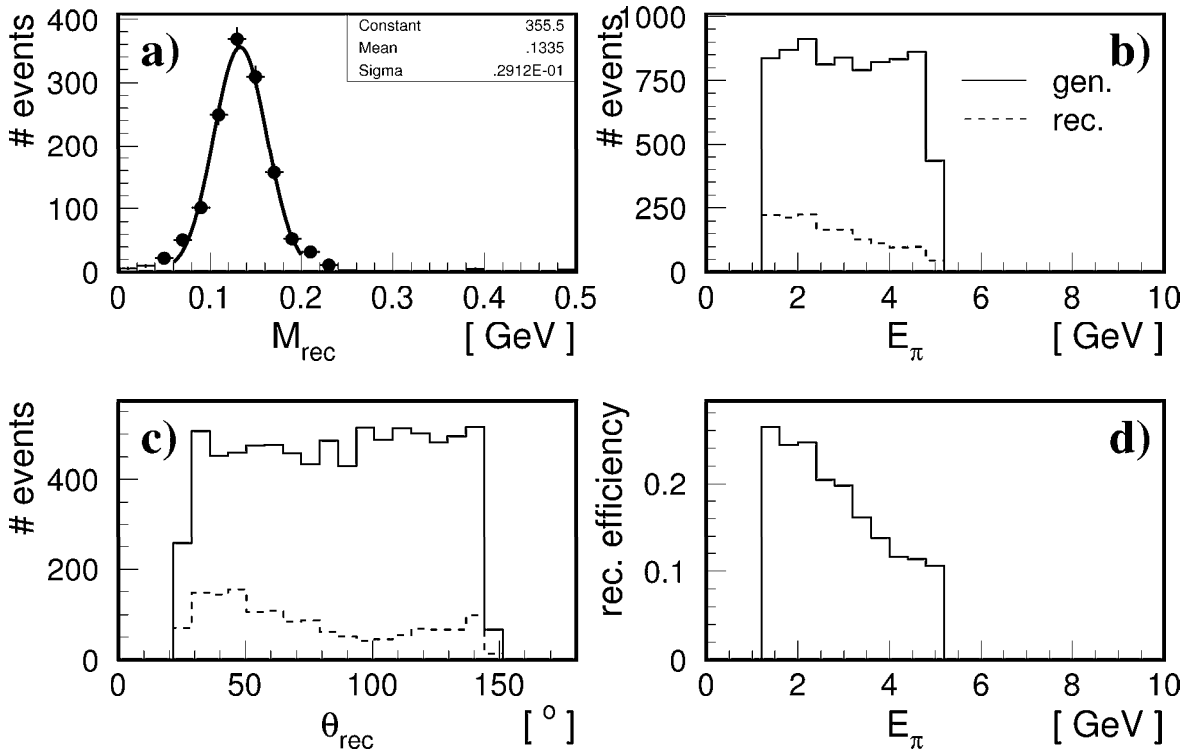 a)
# events
400
300
200
100
0
Constant 355.5
Mean .1335
Sigma .2912E-01
0 0.1 0.2 0.3 0.4 0.5
M_rec [ GeV ]
b)
# events
1000
750
500
250
0
gen.
rec.
0 2 4 6 8 10
E_π [ GeV ]
c)
# events
400
200
0
0 50 100 150
θ_rec [ ° ]
d)
rec. efficiency
0.2
0.1
0
0 2 4 6 8 10
E_π [ GeV ]